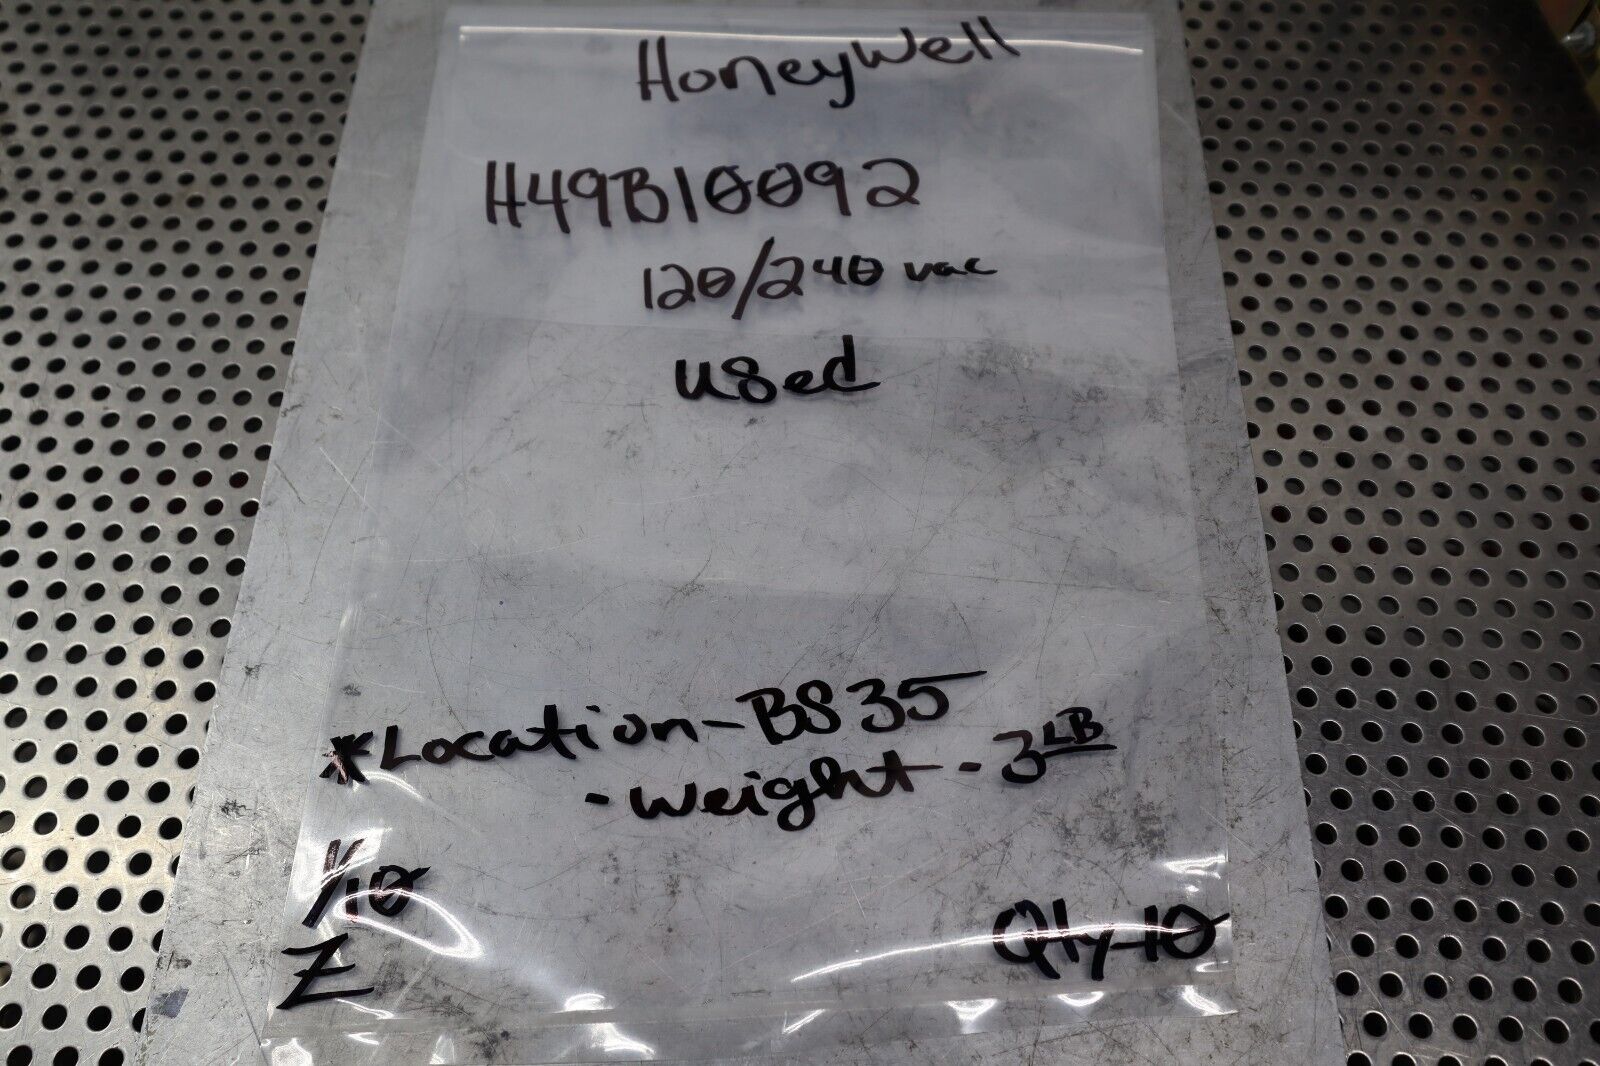 HoneyWell
H49B10092
120/240 vac
used
*Location-BS35
-weight-3LB
1/10
Z
Qty-10